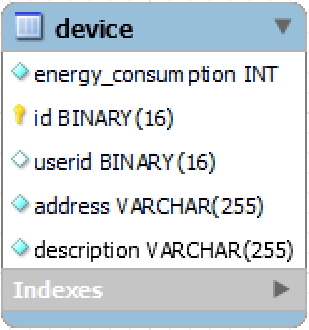 device
energy_consumption INT
id BINARY(16)
userid BINARY(16)
address VARCHAR(255)
description VARCHAR(255)
Indexes